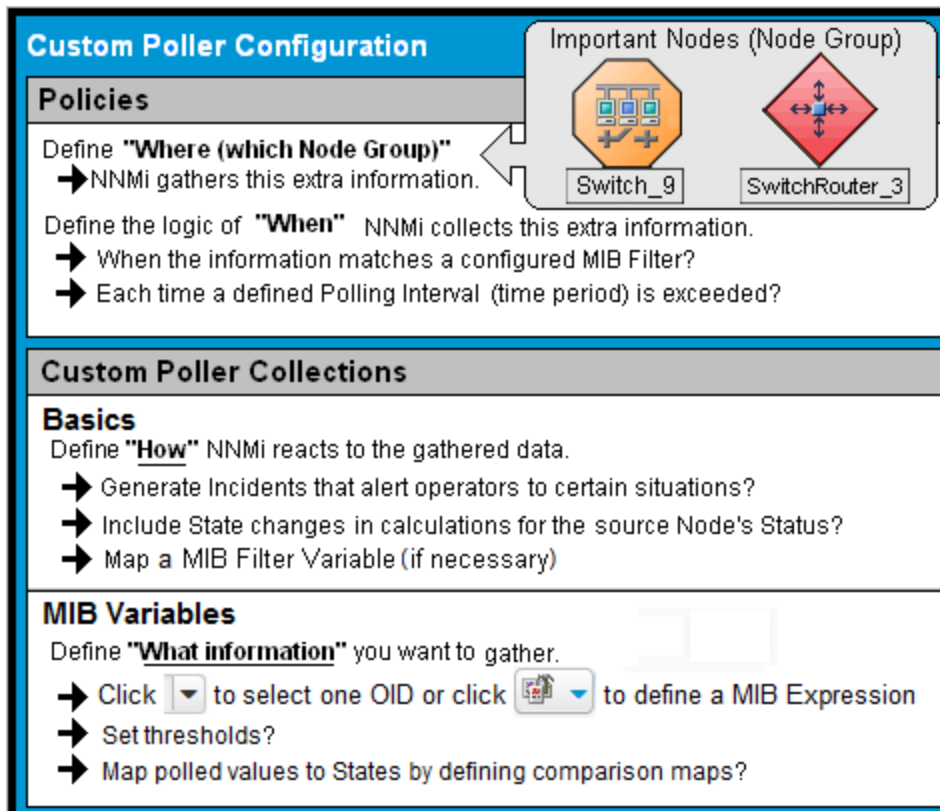 Custom Poller Configuration
Important Nodes (Node Group)
Switch_9
SwitchRouter_3
Policies
Define "Where (which Node Group)"
NNMi gathers this extra information.
Define the logic of "When" NNMi collects this extra information.
When the information matches a configured MIB Filter?
Each time a defined Polling Interval (time period) is exceeded?
Custom Poller Collections
Basics
Define "How" NNMi reacts to the gathered data.
Generate Incidents that alert operators to certain situations?
Include State changes in calculations for the source Node's Status?
Map a MIB Filter Variable (if necessary)
MIB Variables
Define "What information" you want to gather.
Click to select one OID or click to define a MIB Expression
Set thresholds?
Map polled values to States by defining comparison maps?